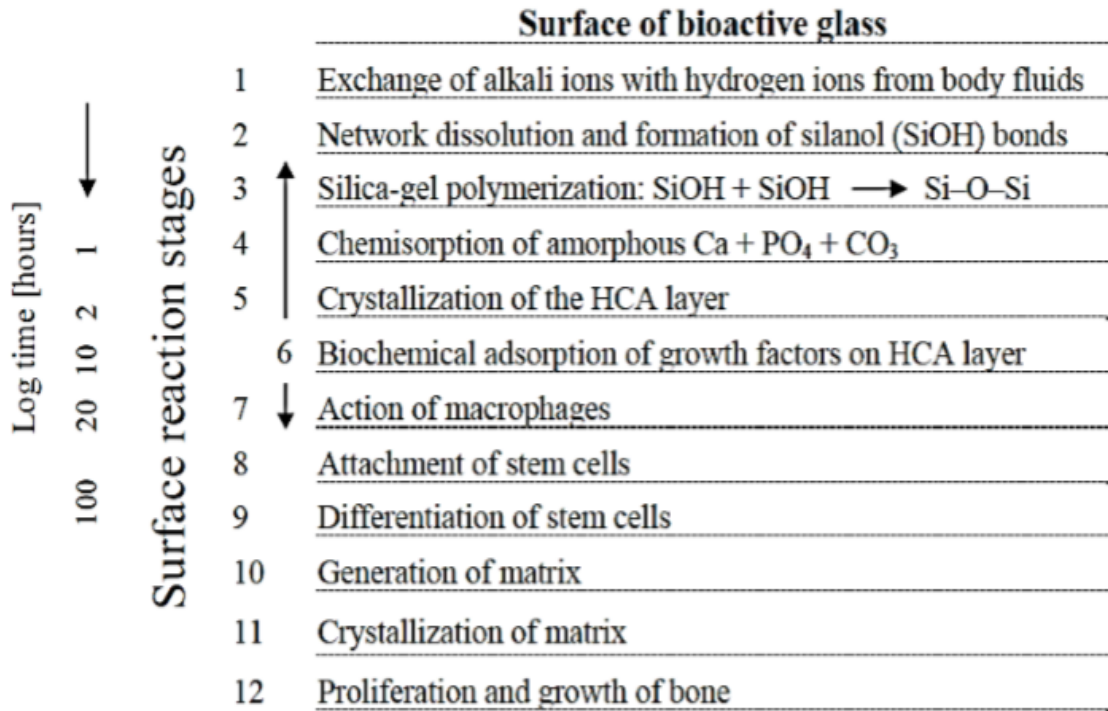 Surface of bioactive glass
1 Exchange of alkali ions with hydrogen ions from body fluids
2 Network dissolution and formation of silanol (SiOH) bonds
3 Silica-gel polymerization: SiOH + SiOH ⟶ Si–O–Si
4 Chemisorption of amorphous Ca + PO₄ + CO₃
5 Crystallization of the HCA layer
6 Biochemical adsorption of growth factors on HCA layer
7 Action of macrophages
8 Attachment of stem cells
9 Differentiation of stem cells
10 Generation of matrix
11 Crystallization of matrix
12 Proliferation and growth of bone
Log time [hours]
1 2 10 20 100
Surface reaction stages